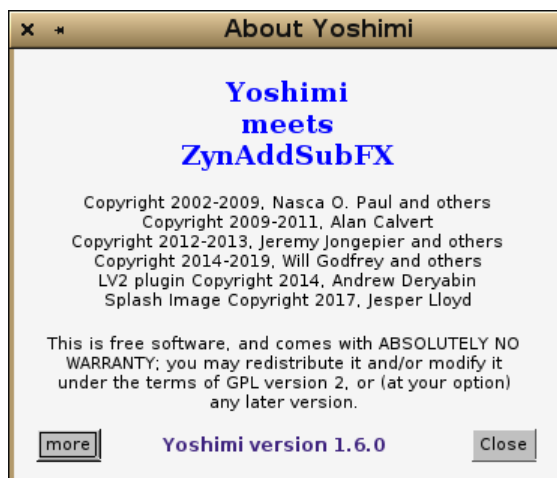 About Yoshimi
Yoshimi
meets
ZynAddSubFX
Copyright 2002-2009, Nasca O. Paul and others
Copyright 2009-2011, Alan Calvert
Copyright 2012-2013, Jeremy Jongepier and others
Copyright 2014-2019, Will Godfrey and others
LV2 plugin Copyright 2014, Andrew Deryabin
Splash Image Copyright 2017, Jesper Lloyd
This is free software, and comes with ABSOLUTELY NO
WARRANTY; you may redistribute it and/or modify it
under the terms of GPL version 2, or (at your option)
any later version.
more Yoshimi version 1.6.0 Close